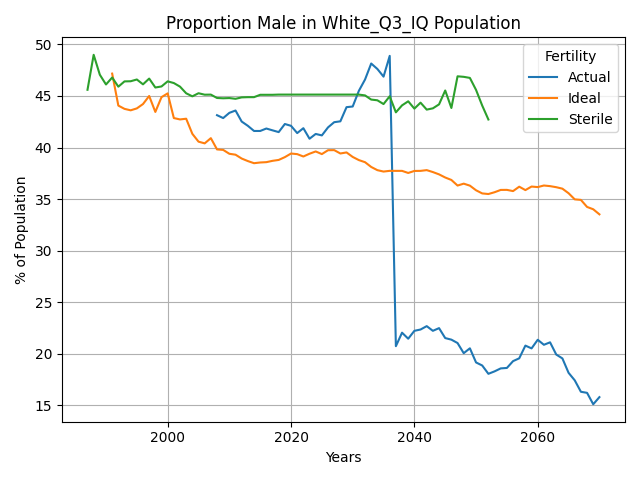 Proportion Male in White_Q3_IQ Population
% of Population
50
45
40
35
30
25
20
15
2000
2020
2040
2060
Years
Fertility
Actual
Ideal
Sterile